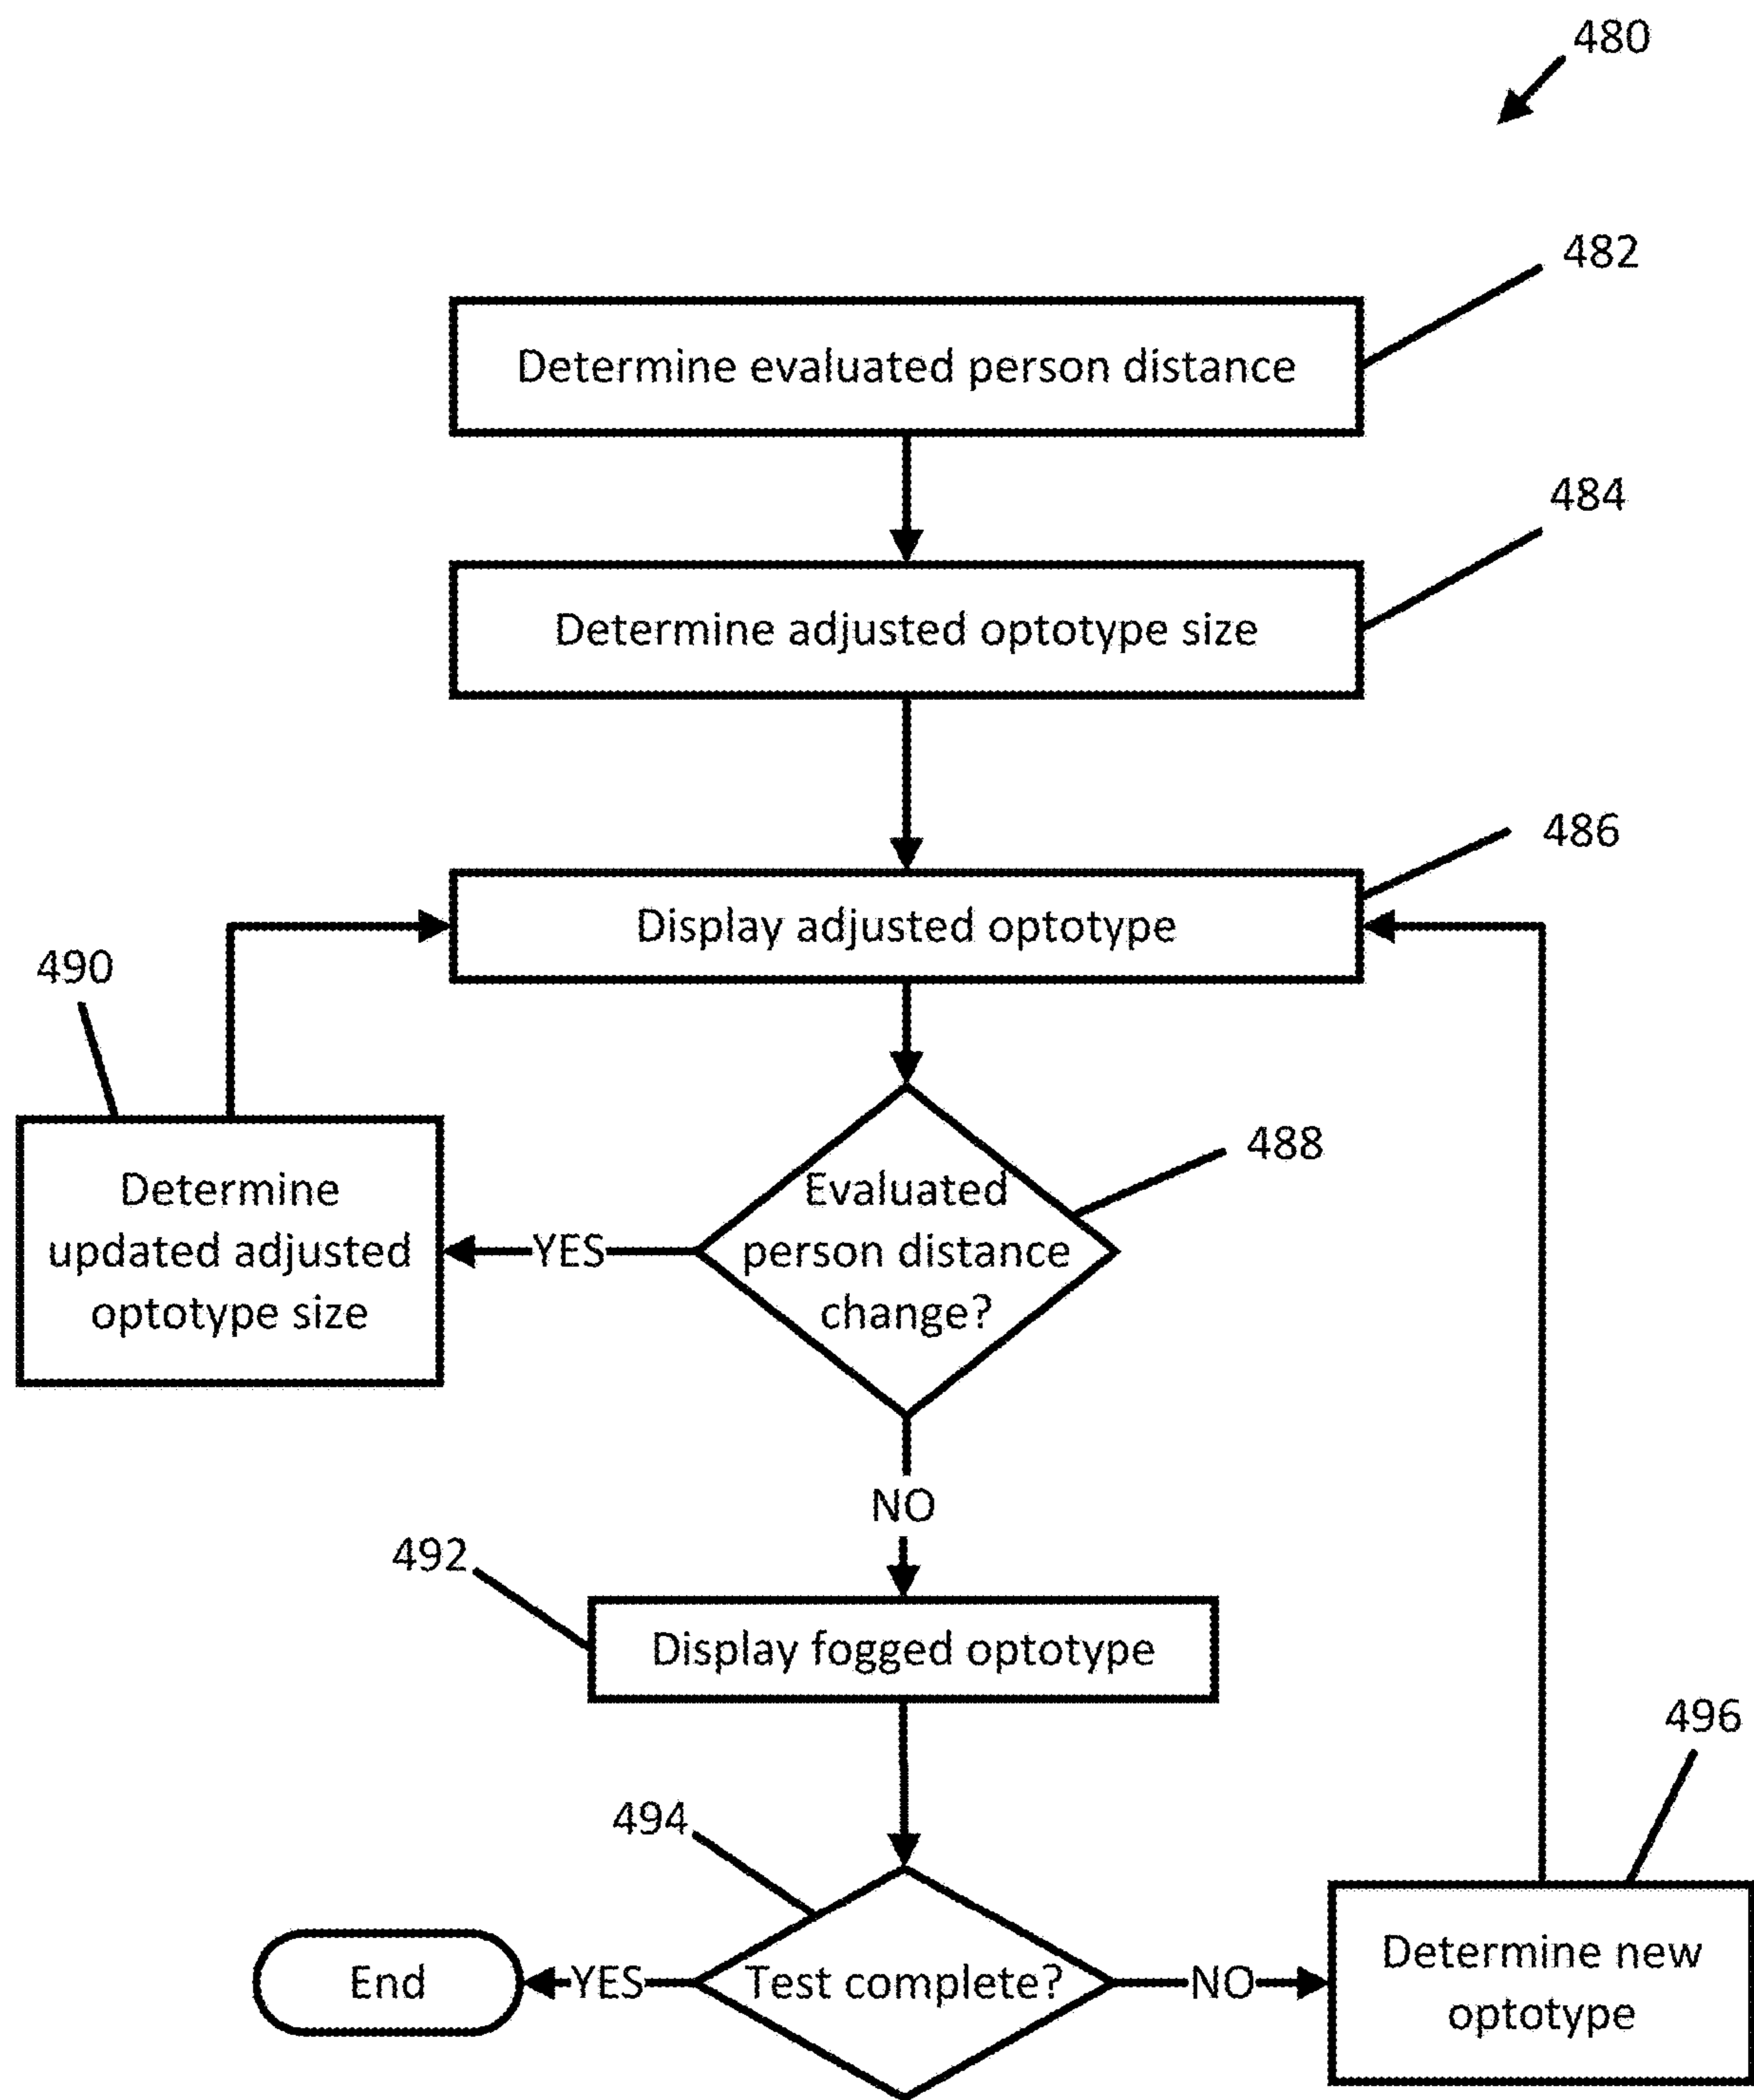 480
482
Determine evaluated person distance
484
Determine adjusted optotype size
486
Display adjusted optotype
490
488
Determine
updated adjusted
optotype size
YES
Evaluated
person distance
change?
NO
492
Display fogged optotype
496
494
End
YES
Test complete?
NO
Determine new
optotype